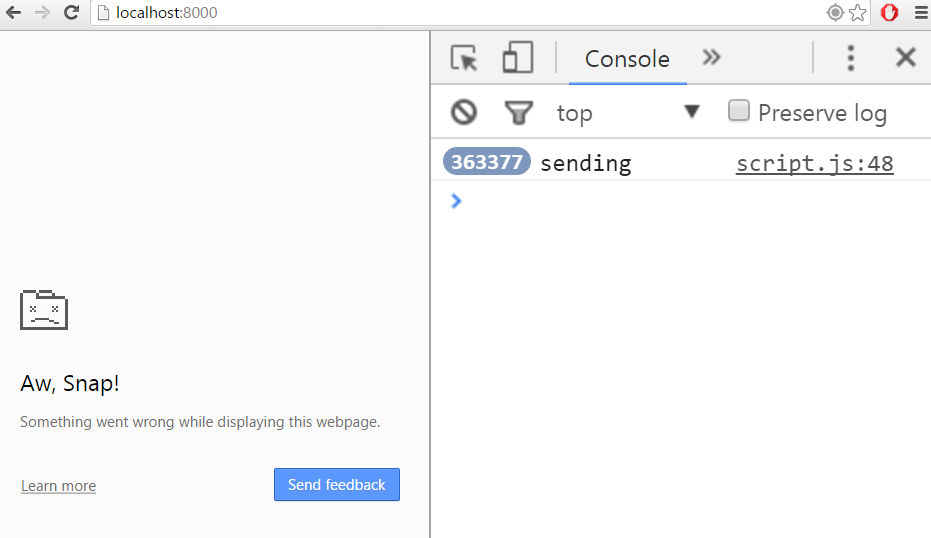 localhost:8000
Console
top
Preserve log
363377 sending script.js:48
Aw, Snap!
Something went wrong while displaying this webpage.
Learn more
Send feedback